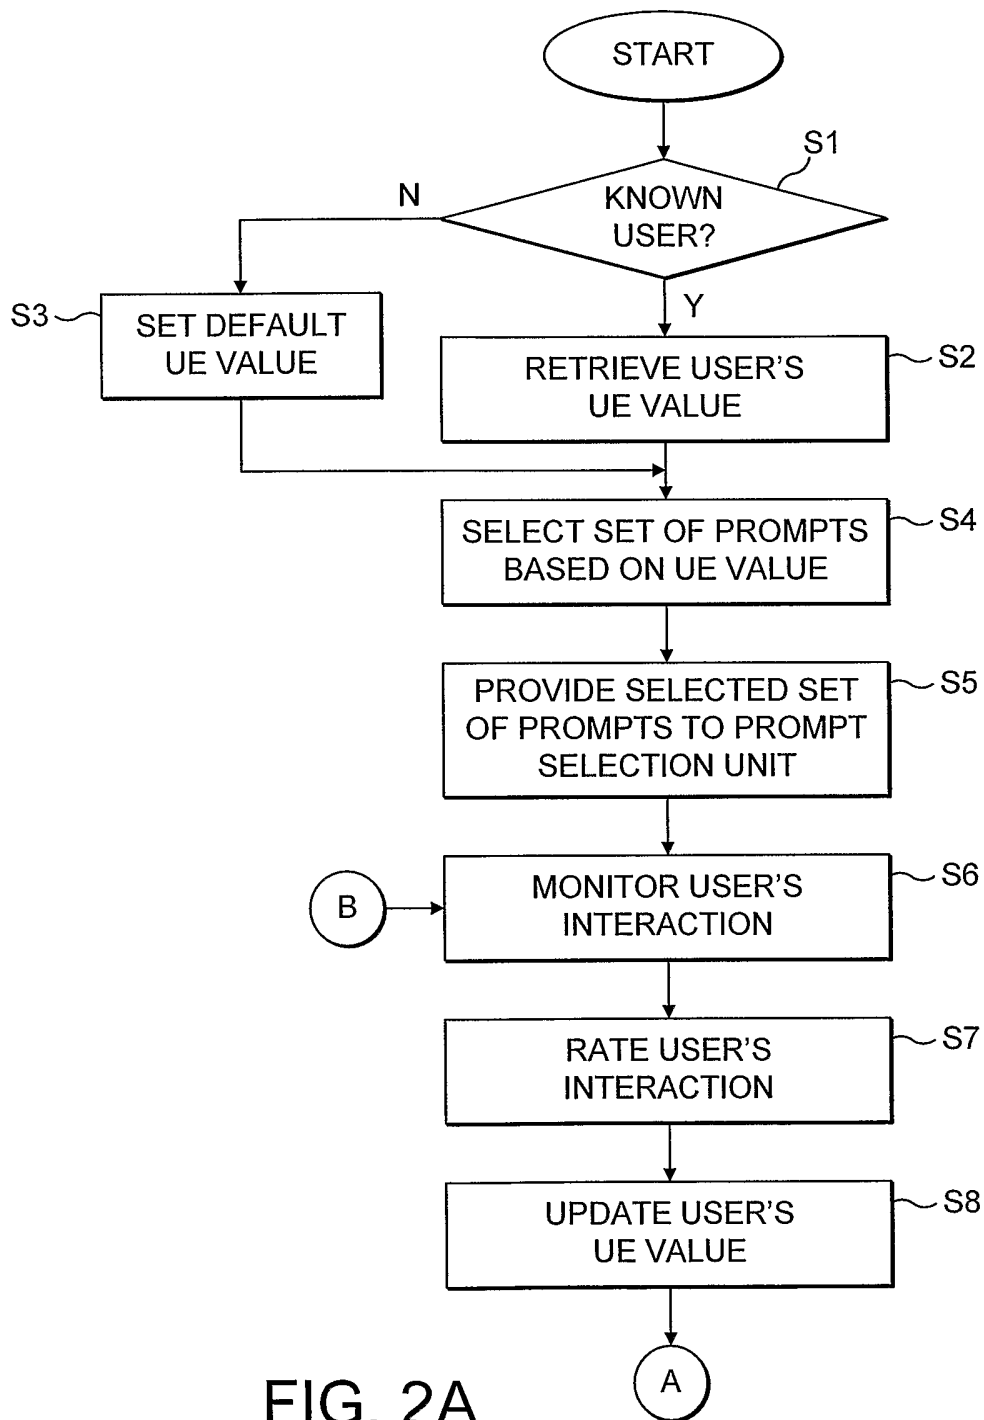 START
S1
KNOWN
USER?
N
Y
S3
SET DEFAULT
UE VALUE
S2
RETRIEVE USER'S
UE VALUE
S4
SELECT SET OF PROMPTS
BASED ON UE VALUE
S5
PROVIDE SELECTED SET
OF PROMPTS TO PROMPT
SELECTION UNIT
S6
MONITOR USER'S
INTERACTION
B
S7
RATE USER'S
INTERACTION
S8
UPDATE USER'S
UE VALUE
A
FIG. 2A